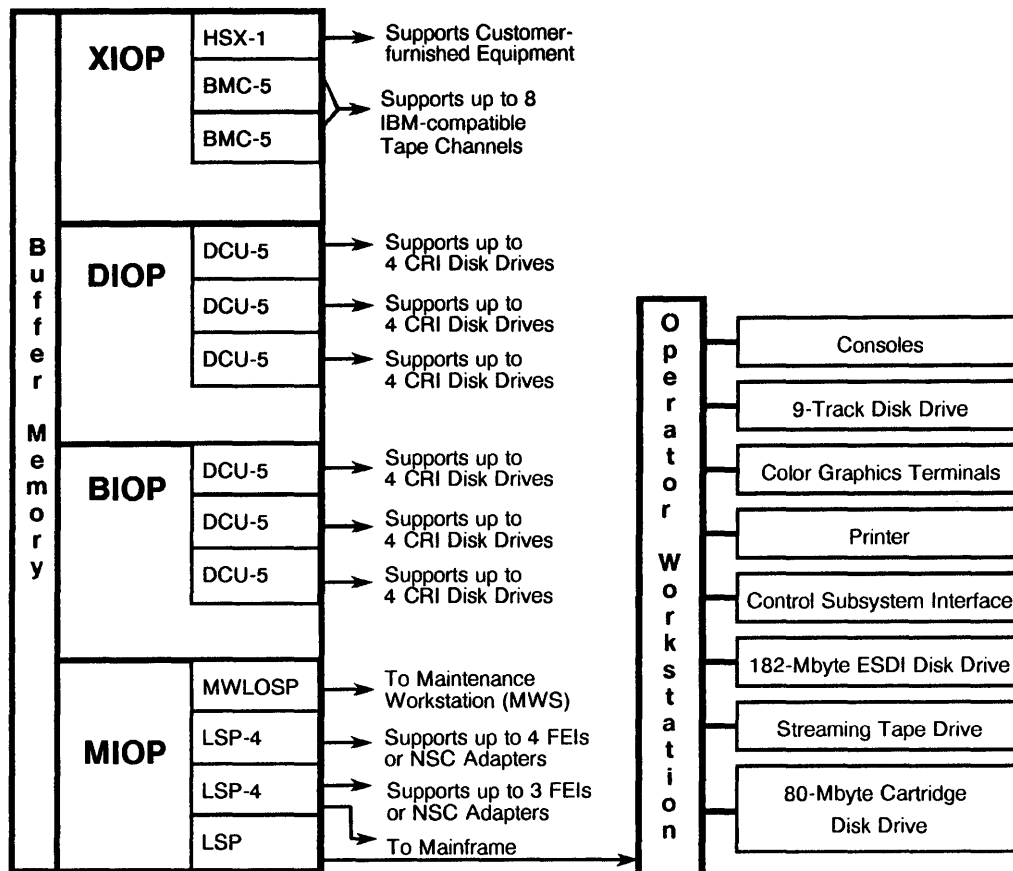 Buffer Memory
XIOP
HSX-1
Supports Customer-
furnished Equipment
BMC-5
BMC-5
Supports up to 8
IBM-compatible
Tape Channels
DIOP
DCU-5
Supports up to
4 CRI Disk Drives
DCU-5
Supports up to
4 CRI Disk Drives
DCU-5
Supports up to
4 CRI Disk Drives
BIOP
DCU-5
Supports up to
4 CRI Disk Drives
DCU-5
Supports up to
4 CRI Disk Drives
DCU-5
Supports up to
4 CRI Disk Drives
MIOP
MWLOSP
To Maintenance
Workstation (MWS)
LSP-4
Supports up to 4 FEIs
or NSC Adapters
LSP-4
Supports up to 3 FEIs
or NSC Adapters
To Mainframe
LSP
Operator Workstation
Consoles
9-Track Disk Drive
Color Graphics Terminals
Printer
Control Subsystem Interface
182-Mbyte ESDI Disk Drive
Streaming Tape Drive
80-Mbyte Cartridge
Disk Drive